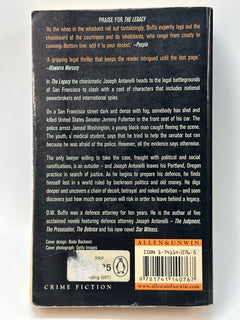 PRAISE FOR THE LEGACY
'As the whos in the whodunit roll out tantalizingly, Buffa expertly lays out the
chessboard of the courtroom and its inhabitants, who range from crusty to
cunning. Bottom line: add it to your docket.' —People
'A gripping legal thriller that keeps the reader intrigued until the last page.'
—Illawarra Mercury
In The Legacy the charismatic Joseph Antonelli heads to the legal battlegrounds
of San Francisco to clash with a cast of characters that includes national
powerbrokers and international spies.
On a San Francisco street dark and dense with fog, somebody has shot and
killed United States Senator Jeremy Fullerton in the front seat of his car. The
police arrest Jamaal Washington, a young black man caught fleeing the scene.
The youth, a medical student, says that he tried to help the senator but ran
because he was afraid of the police. However, all the evidence says otherwise.
The only lawyer willing to take the case, fraught with political and social
ramifications, is an outsider – Joseph Antonelli leaves his Portland, Oregon
practice in search of justice. As he begins to prepare his defence, he finds
himself lost in a world ruled by backroom politics and old money. He digs
deeper and uncovers a chain of deceit, betrayal and naked ambition – and soon
discovers just how much one person will risk in order to keep a legacy hidden.
D.W. Buffa was a defence attorney for ten years. He is the author of five
acclaimed novels featuring defence attorney Joseph Antonelli – The Judgment,
The Prosecution, The Defense and his new novel Star Witness.
Cover design: Nada Backovic
Cover photograph: Getty Images
RRP
ALLEN & UNWIN
ISBN 1-74114-076-3
9 781741 140767
www.allenandunwin.com
CRIME FICTION